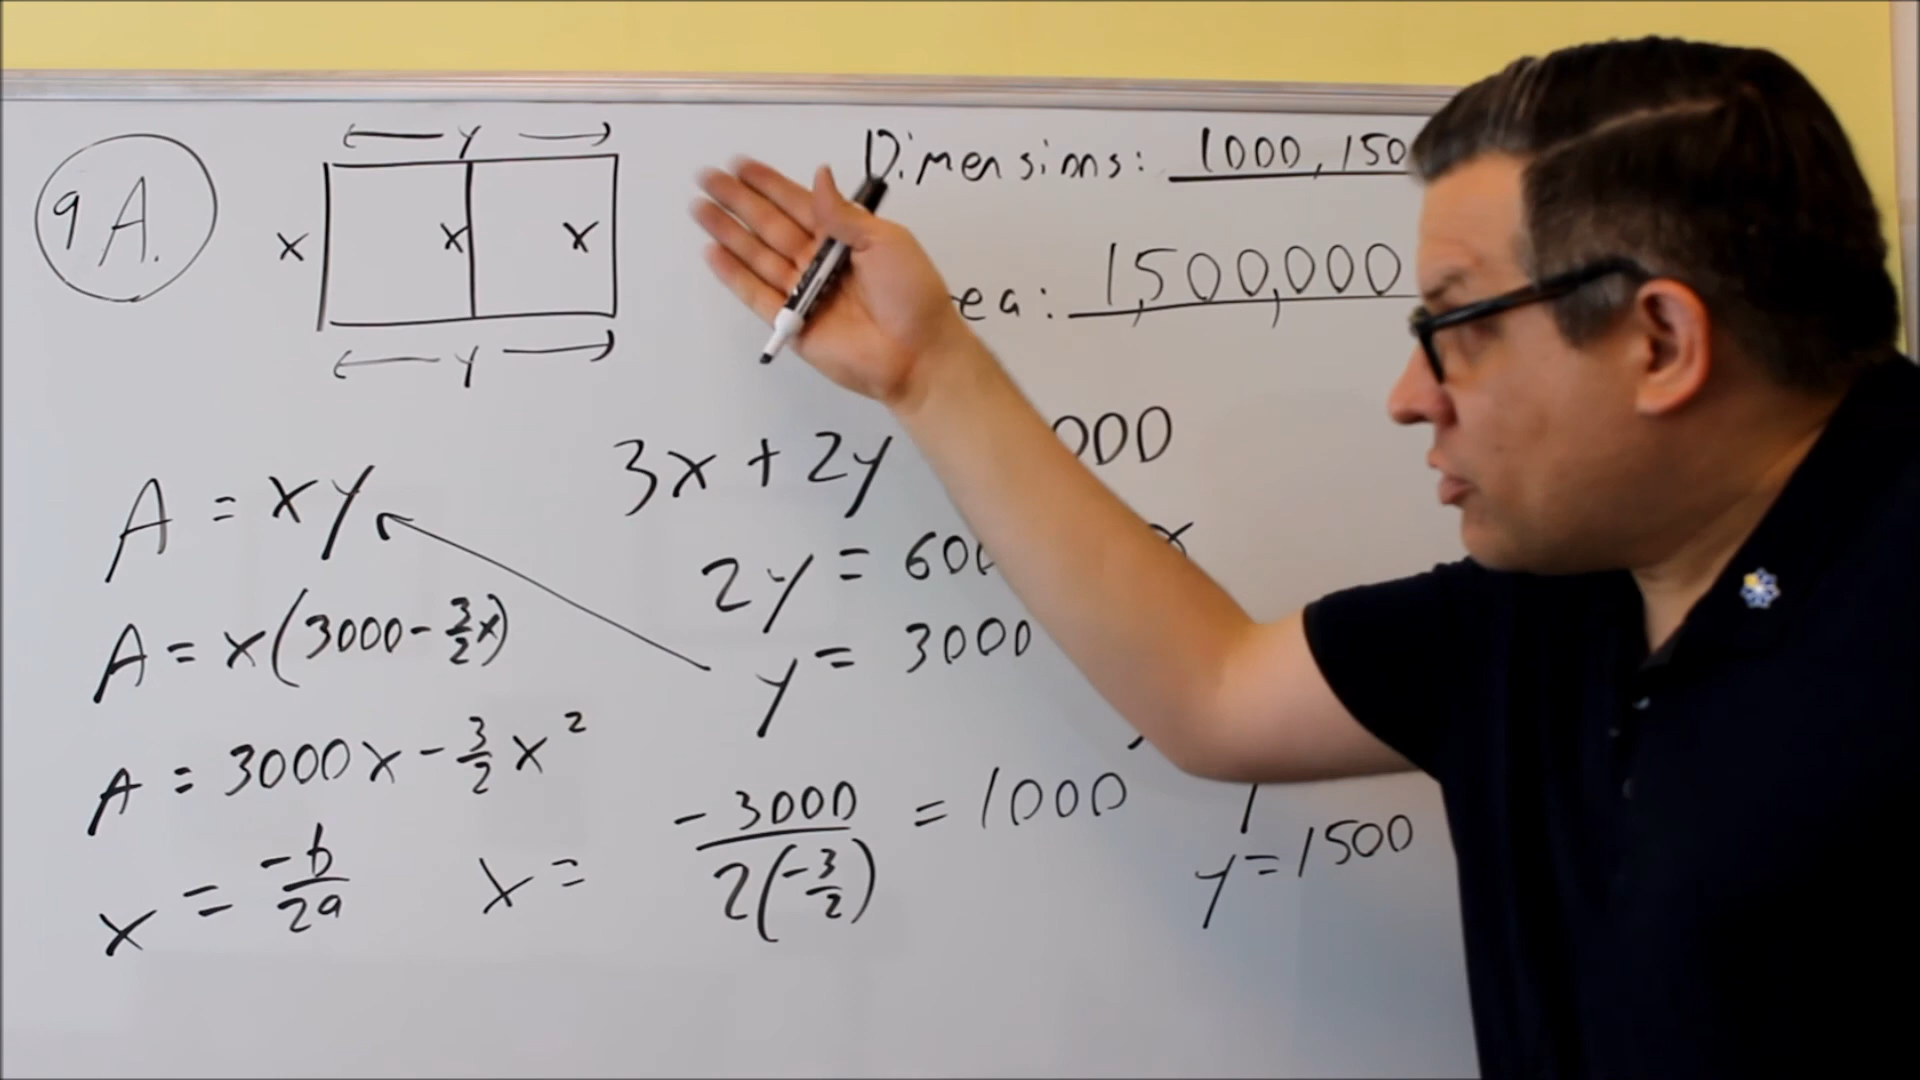 9A.
y
x x x
y
Dimensions: 1000, 150
ea: 1,500,000
A = xy
3x + 2y 000
2y = 600 x
A = x(3000 - 3/2 x)
y = 3000
A = 3000x - 3/2 x²
x = -b/2a
x = -3000/2(-3/2) = 1000
y = 1500